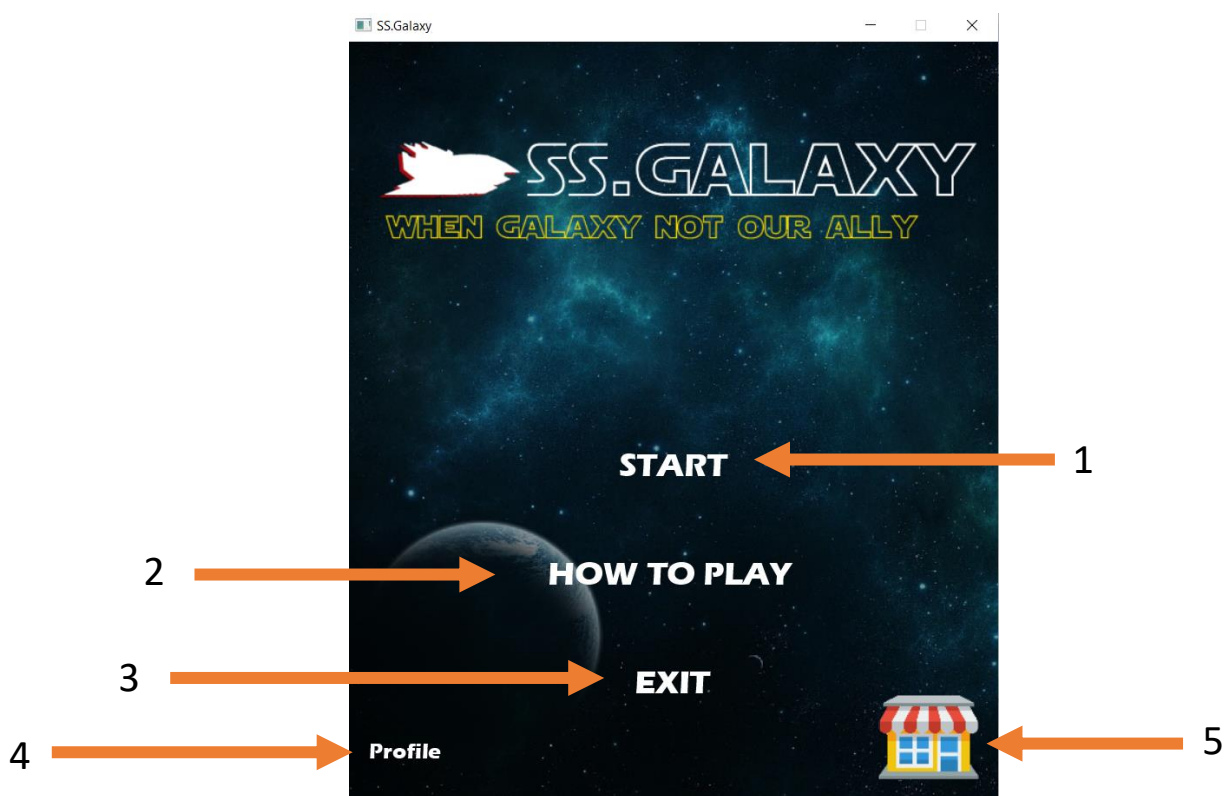 SS.Galaxy
SS.GALAXY
WHEN GALAXY NOT OUR ALLY
START
1
2
HOW TO PLAY
3
EXIT
4
Profile
5